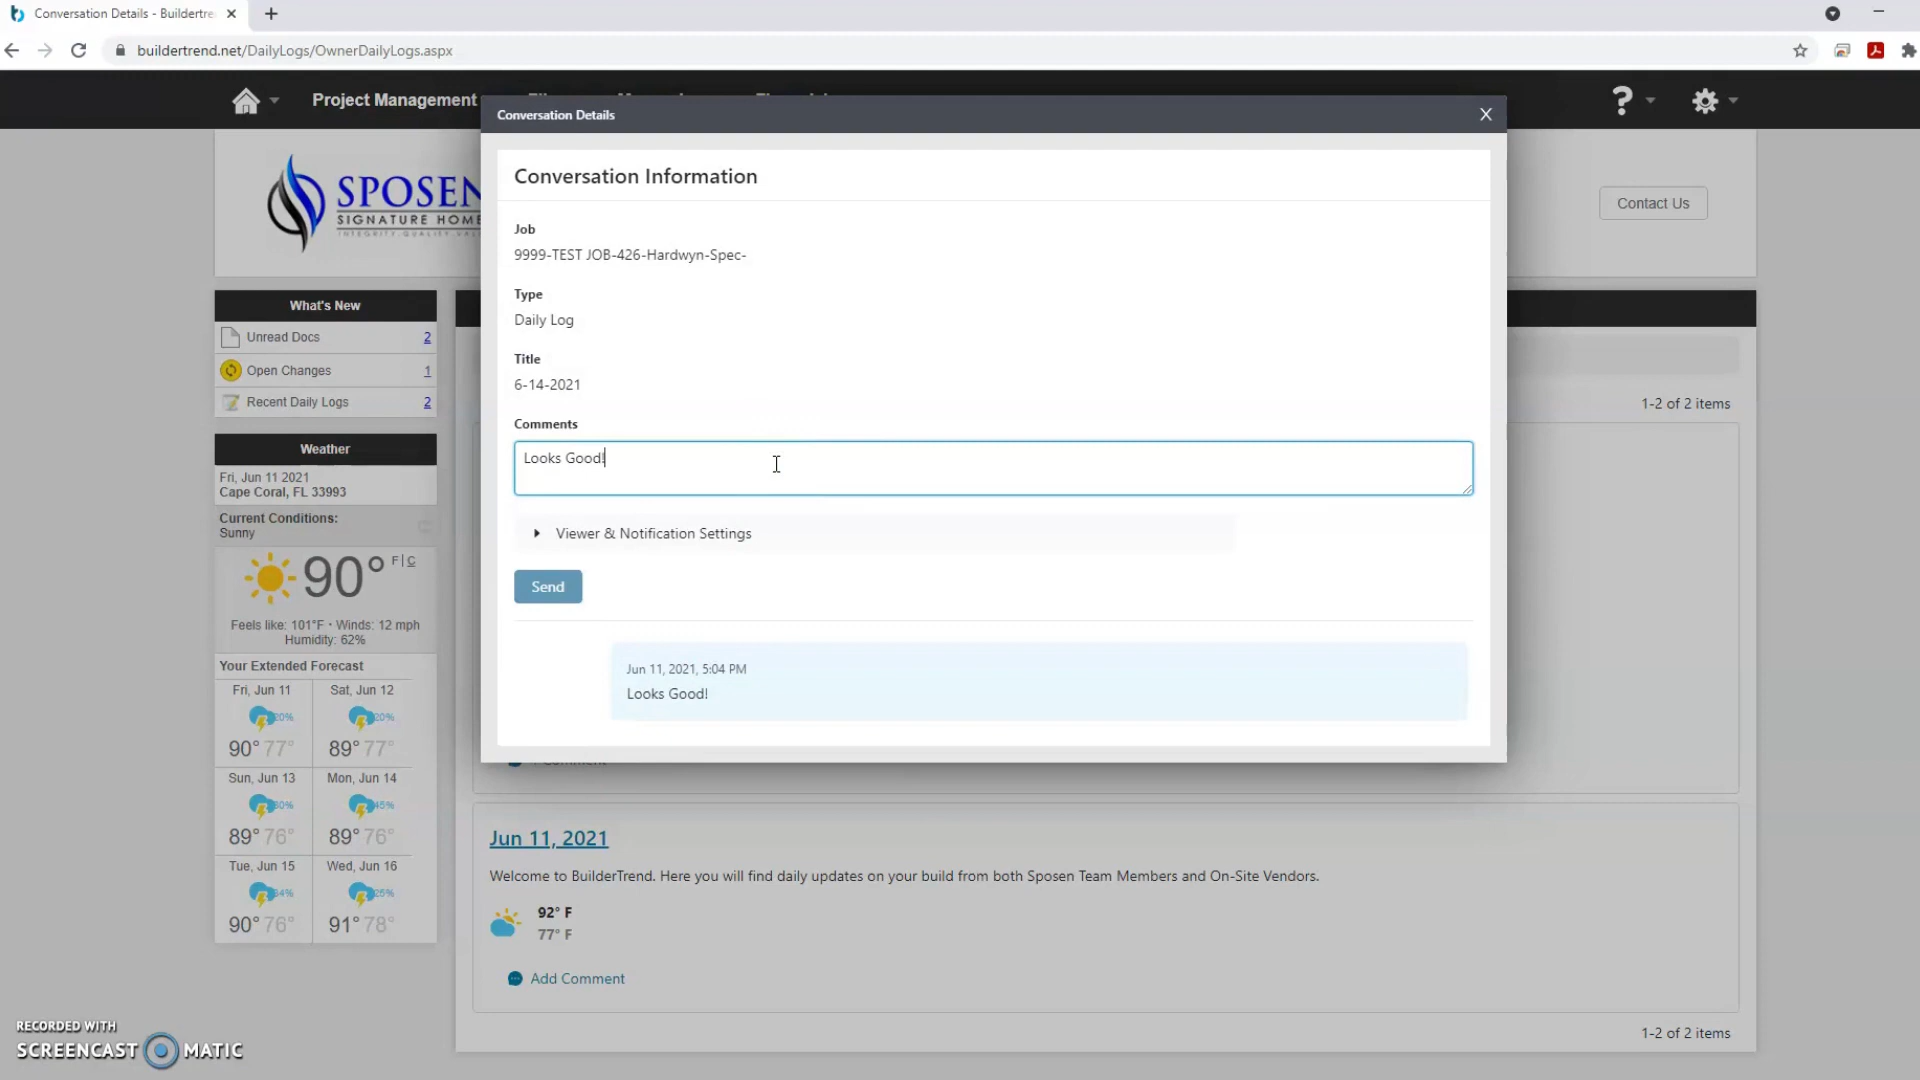 Conversation Details - Buildertre
buildertrend.net/DailyLogs/OwnerDailyLogs.aspx
Project Management
Conversation Details
X
SPOSEN
SIGNATURE HOME
Contact Us
Conversation Information
Job
9999-TEST JOB-426-Hardwyn-Spec-
Type
Daily Log
Title
6-14-2021
Comments
Looks Good!
Viewer & Notification Settings
Send
Jun 11, 2021, 5:04 PM
Looks Good!
What's New
Unread Docs 2
Open Changes 1
Recent Daily Logs 2
Weather
Fri, Jun 11 2021
Cape Coral, FL 33993
Current Conditions:
Sunny
90° F | C
Feels like: 101°F • Winds: 12 mph
Humidity: 62%
Your Extended Forecast
Fri, Jun 11 Sat, Jun 12
20% 20%
90° 77° 89° 77°
Sun, Jun 13 Mon, Jun 14
45%
89° 76° 89° 76°
Tue, Jun 15 Wed, Jun 16
25%
90° 76° 91° 78°
1-2 of 2 items
Jun 11, 2021
Welcome to BuilderTrend. Here you will find daily updates on your build from both Sposen Team Members and On-Site Vendors.
92° F
77° F
Add Comment
1-2 of 2 items
RECORDED WITH
SCREENCAST MATIC